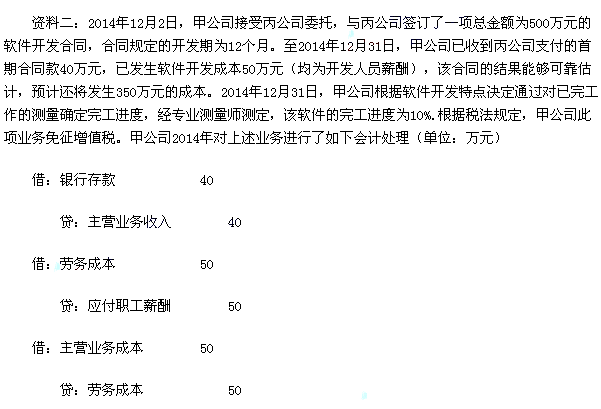 资料二：2014年12月2日，甲公司接受丙公司委托，与丙公司签订了一项总金额为500万元的
软件开发合同，合同规定的开发期为12个月。至2014年12月31日，甲公司已收到丙公司支付的首
期合同款40万元，已发生软件开发成本50万元（均为开发人员薪酬），该合同的结果能够可靠估
计，预计还将发生350万元的成本。2014年12月31日，甲公司根据软件开发特点决定通过对已完工
作的测量确定完工进度，经专业测量师测定，该软件的完工进度为10%.根据税法规定，甲公司此
项业务免征增值税。甲公司2014年对上述业务进行了如下会计处理（单位：万元）
借：银行存款 40
贷：主营业务收入 40
借：劳务成本 50
贷：应付职工薪酬 50
借：主营业务成本 50
贷：劳务成本 50